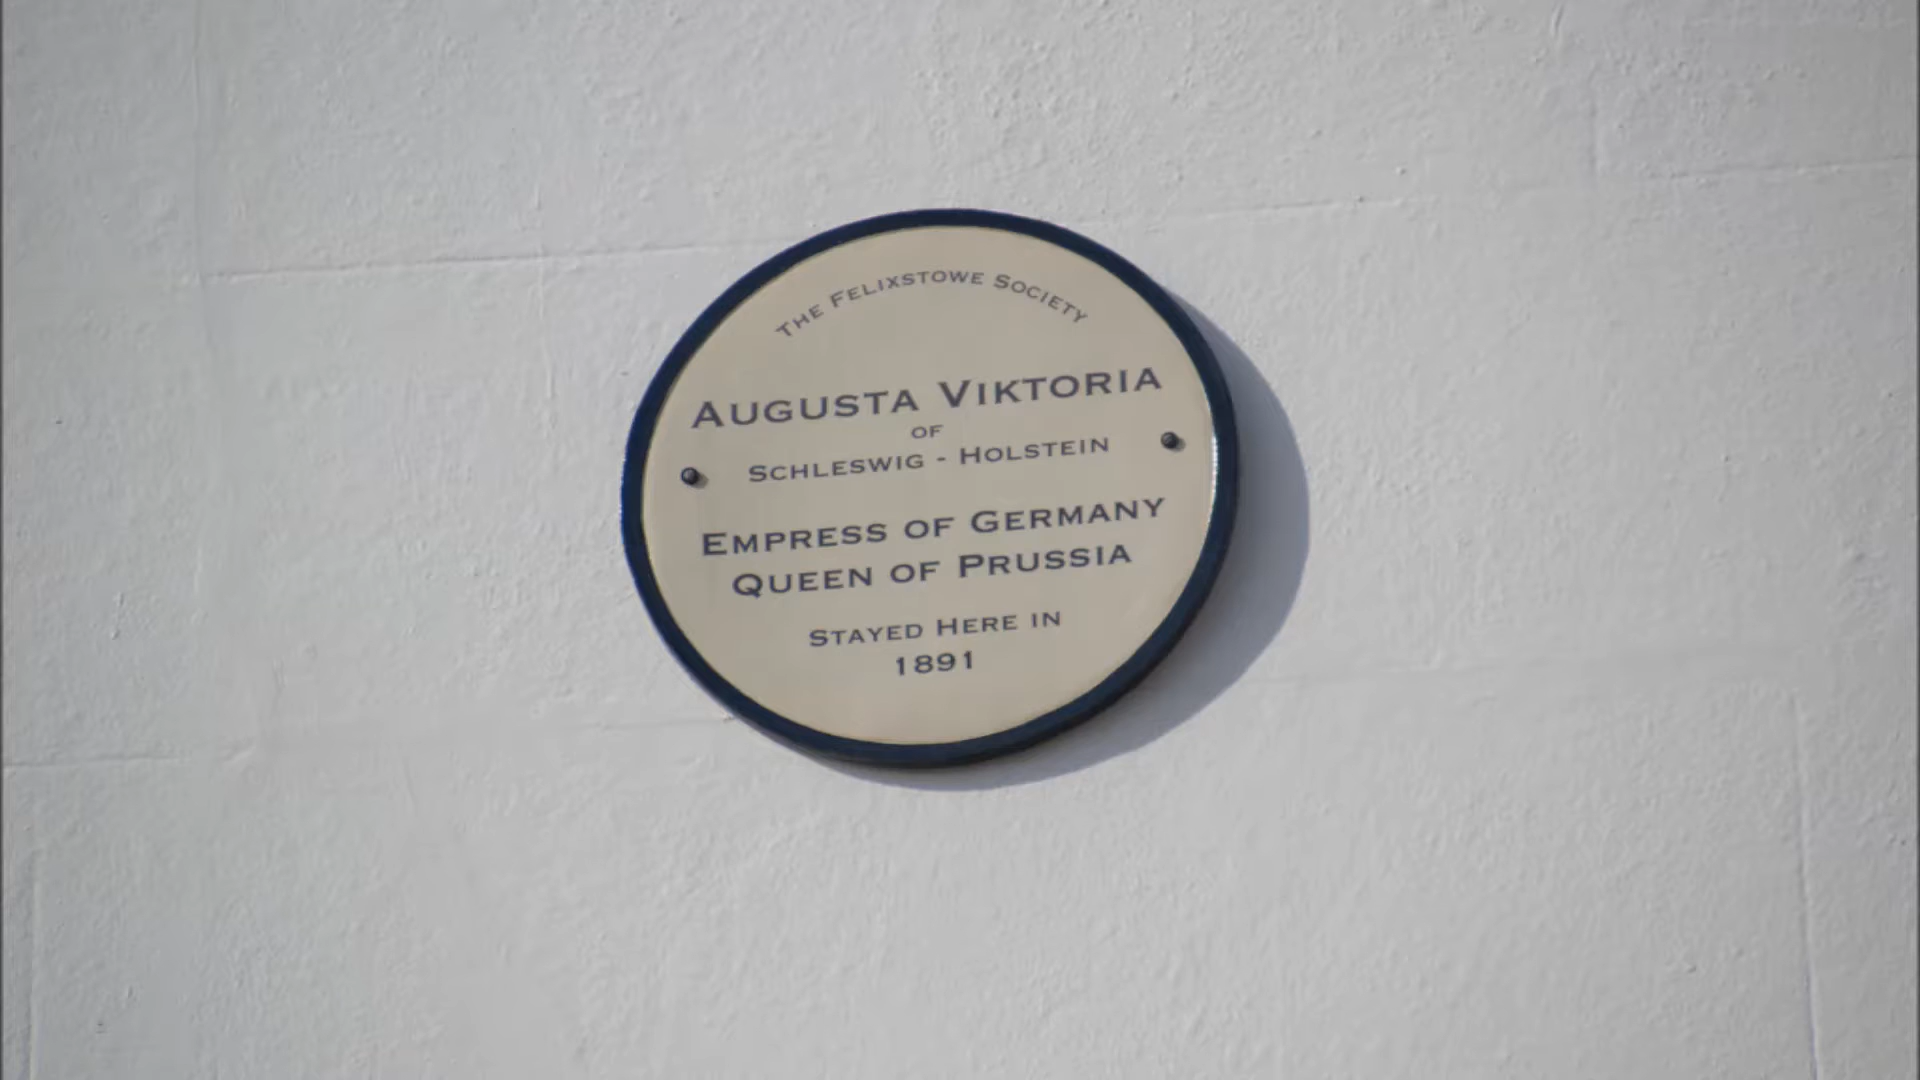 The Felixstowe Society
Augusta Viktoria
of
Schleswig - Holstein
Empress of Germany
Queen of Prussia
Stayed Here in
1891